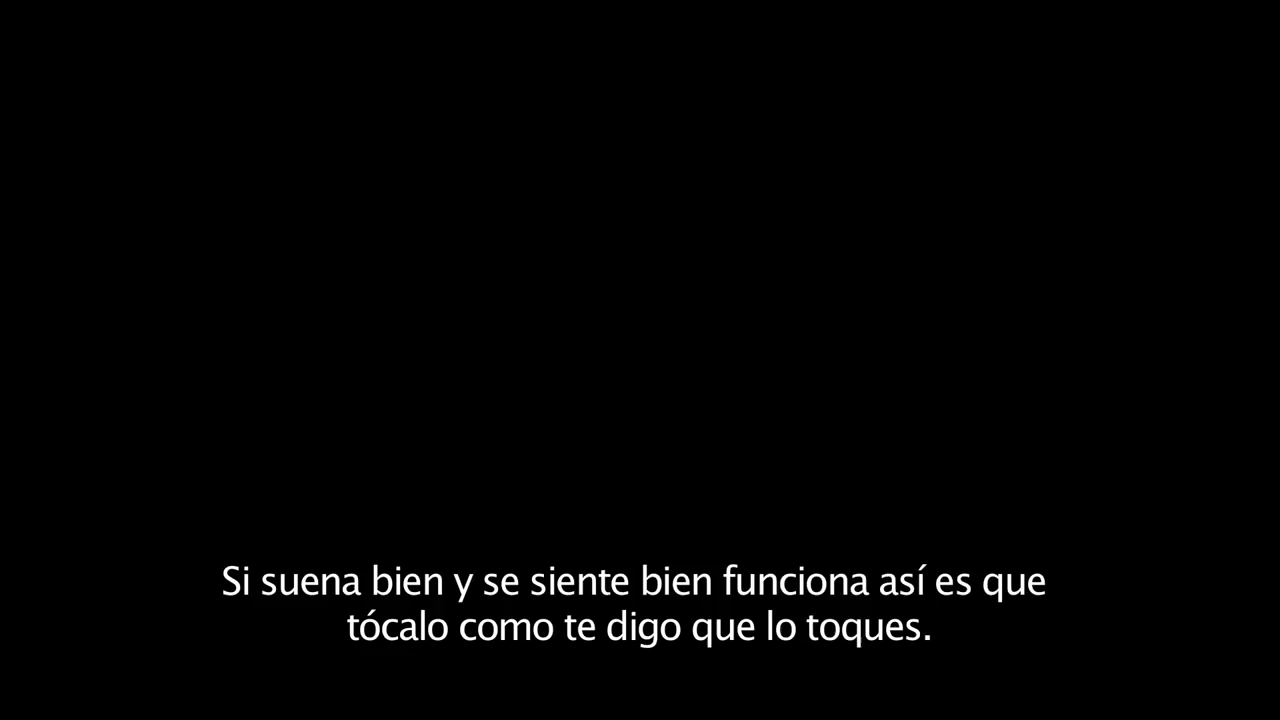 Si suena bien y se siente bien funciona así es que
tócalo como te digo que lo toques.